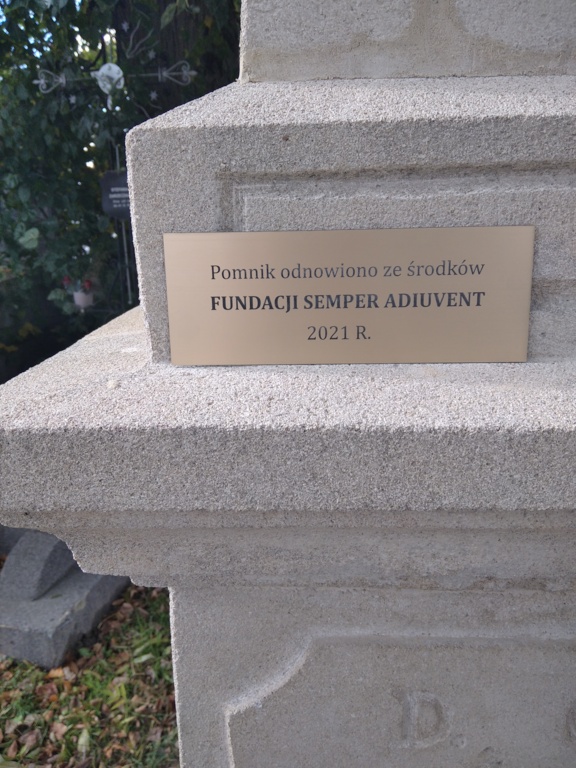 Pomnik odnowiono ze środków
FUNDACJI SEMPER ADIUVENT
2021 R.
D.